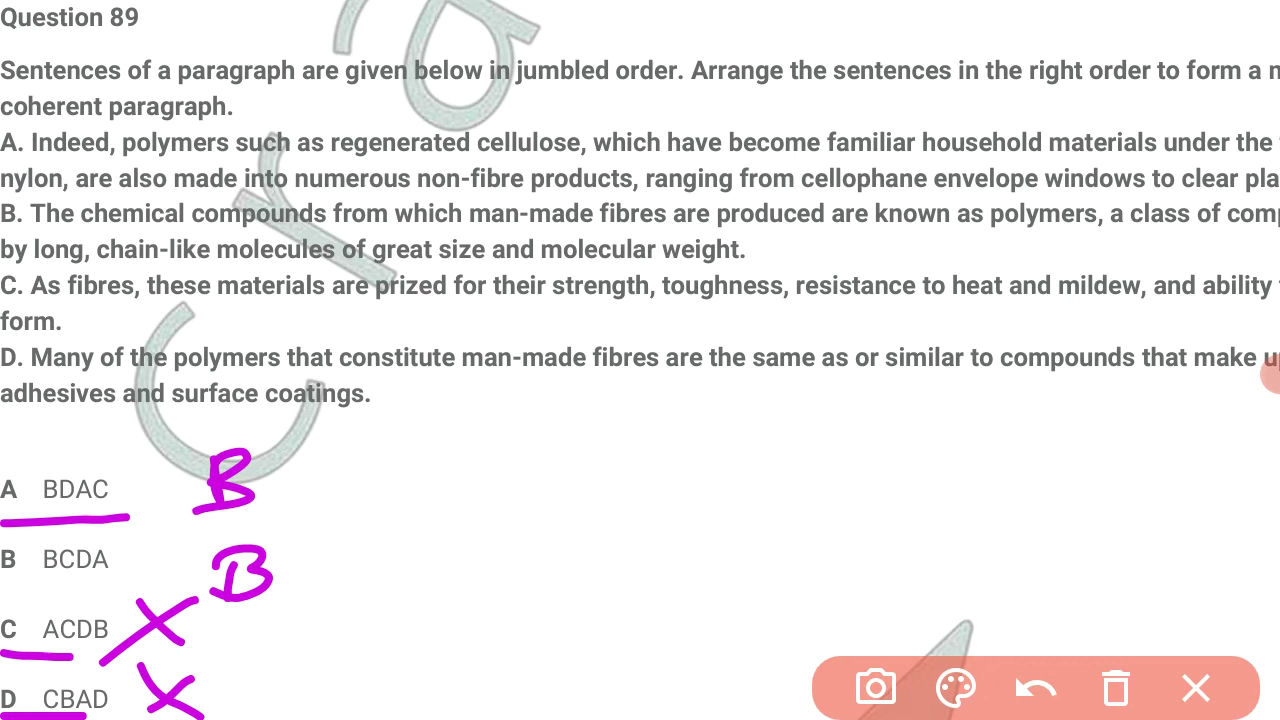 Question 89
Sentences of a paragraph are given below in jumbled order. Arrange the sentences in the right order to form a
coherent paragraph.
A. Indeed, polymers such as regenerated cellulose, which have become familiar household materials under the
nylon, are also made into numerous non-fibre products, ranging from cellophane envelope windows to clear
B. The chemical compounds from which man-made fibres are produced are known as polymers, a class of
by long, chain-like molecules of great size and molecular weight.
C. As fibres, these materials are prized for their strength, toughness, resistance to heat and mildew, and ability
form.
D. Many of the polymers that constitute man-made fibres are the same as or similar to compounds that make
adhesives and surface coatings.
A BDAC B
B BCDA B
C ACDB X
D CBAD X